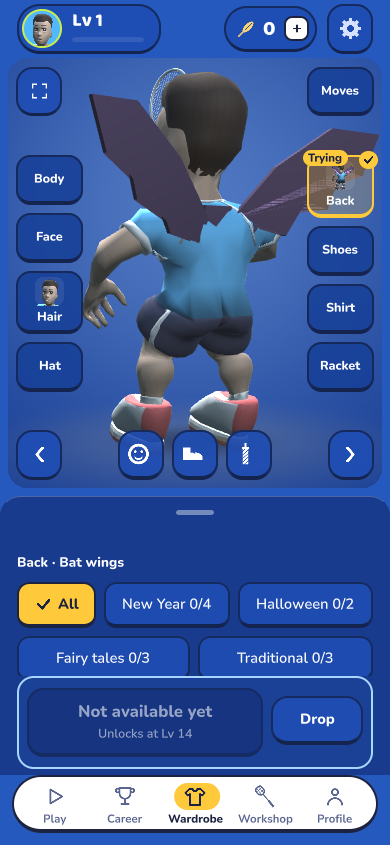 Lv 1
0
+
Moves
Body
Trying
Back
Face
Shoes
Hair
Shirt
Hat
Racket
Back · Bat wings
All
New Year 0/4
Halloween 0/2
Fairy tales 0/3
Traditional 0/3
Not available yet
Unlocks at Lv 14
Drop
Play
Career
Wardrobe
Workshop
Profile